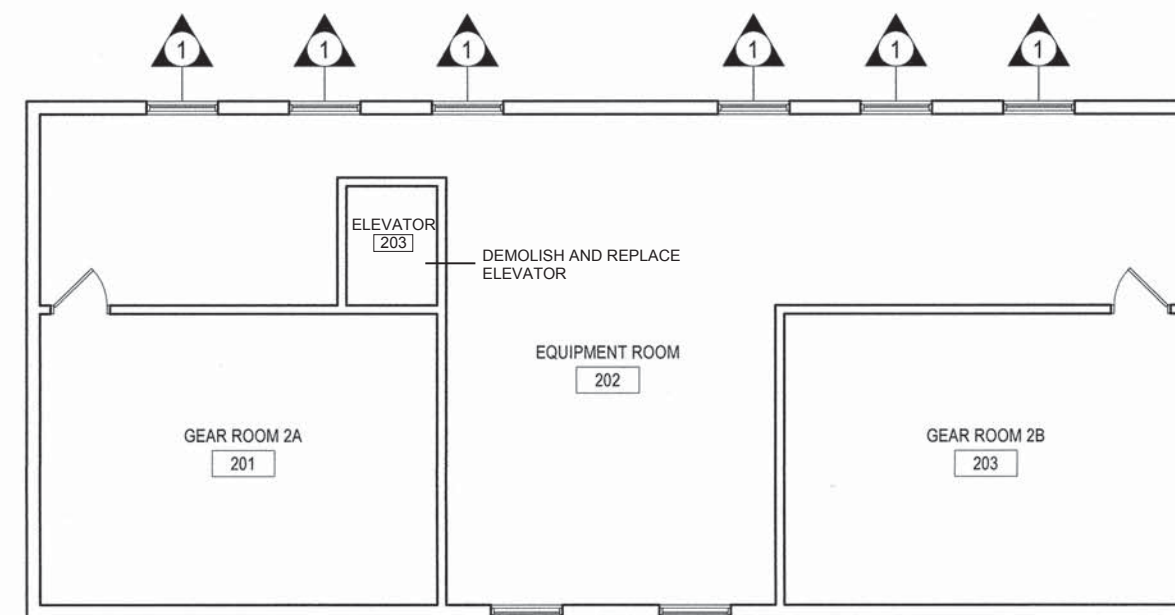 1
1
1
1
1
1
ELEVATOR
203
DEMOLISH AND REPLACE
ELEVATOR
EQUIPMENT ROOM
202
GEAR ROOM 2A
201
GEAR ROOM 2B
203